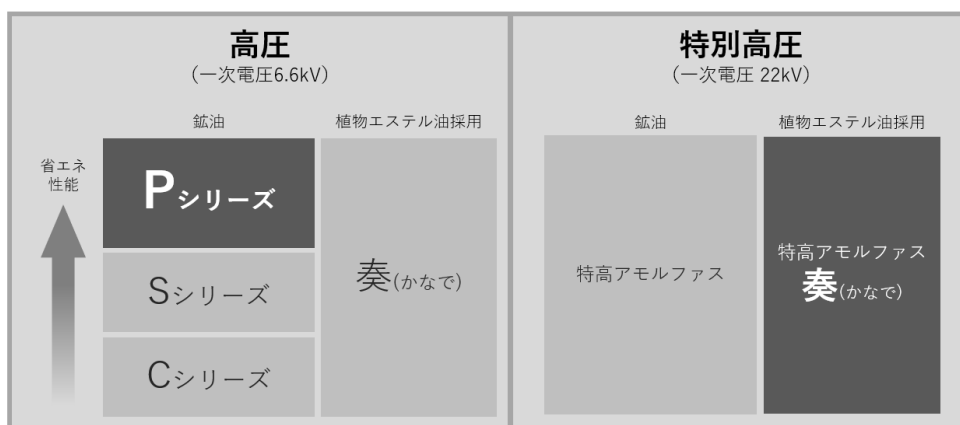 高圧
（一次電圧6.6kV）
鉱油
植物エステル油採用
省エネ
性能
Pシリーズ
Sシリーズ
Cシリーズ
奏(かなで)
特別高圧
（一次電圧 22kV）
鉱油
植物エステル油採用
特高アモルファス
特高アモルファス
奏(かなで)